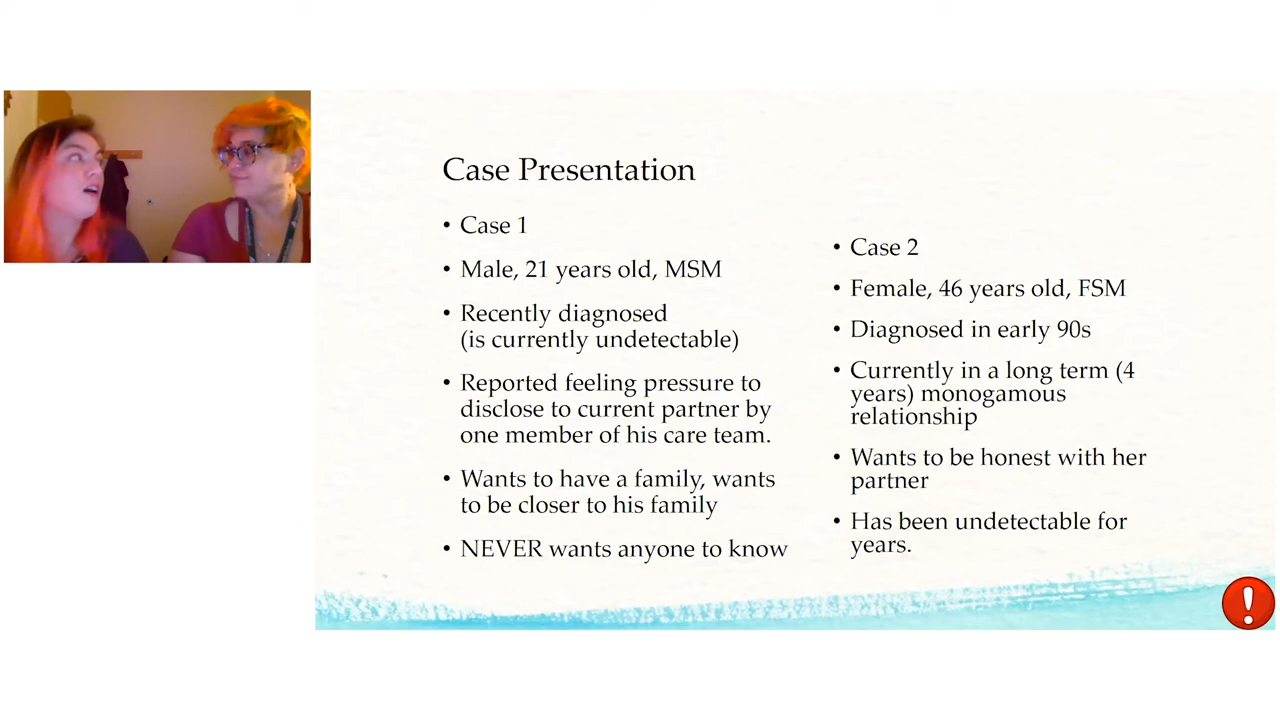 Case Presentation
• Case 1
• Male, 21 years old, MSM
• Recently diagnosed
(is currently undetectable)
• Reported feeling pressure to
disclose to current partner by
one member of his care team.
• Wants to have a family, wants
to be closer to his family
• NEVER wants anyone to know
• Case 2
• Female, 46 years old, FSM
• Diagnosed in early 90s
• Currently in a long term (4
years) monogamous
relationship
• Wants to be honest with her
partner
• Has been undetectable for
years.
!